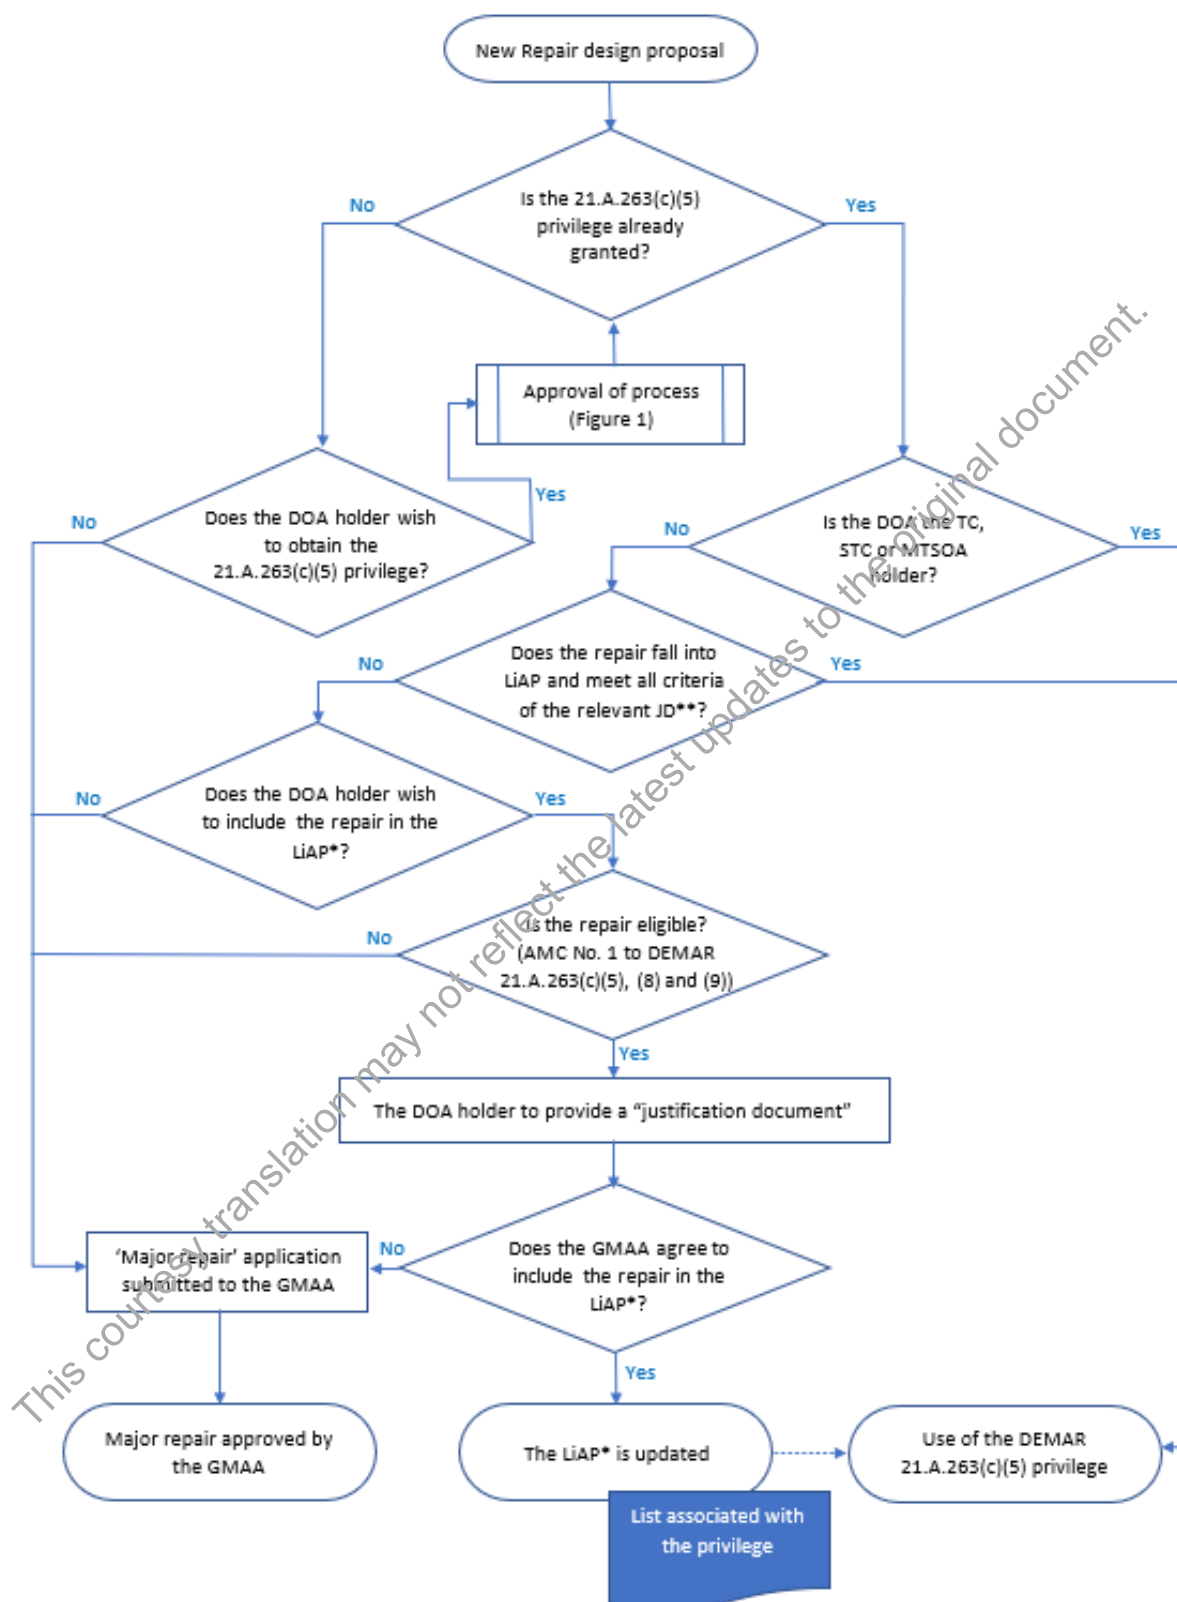 New Repair design proposal
Is the 21.A.263(c)(5)
privilege already
granted?
No
Yes
Approval of process
(Figure 1)
Does the DOA holder wish
to obtain the
21.A.263(c)(5) privilege?
No
Yes
Is the DOA the TC,
STC or MTSOA
holder?
No
Yes
Does the repair fall into
LiAP and meet all criteria
of the relevant JD**?
No
Yes
Does the DOA holder wish
to include the repair in the
LiAP*?
No
Yes
Is the repair eligible?
(AMC No. 1 to DEMAR
21.A.263(c)(5), (8) and (9))
No
Yes
The DOA holder to provide a "justification document"
Does the GMAA agree to
include the repair in the
LiAP*?
No
Yes
'Major repair' application
submitted to the GMAA
Major repair approved by
the GMAA
The LiAP* is updated
Use of the DEMAR
21.A.263(c)(5) privilege
List associated with
the privilege
This courtesy translation may not reflect the latest updates to the original document.